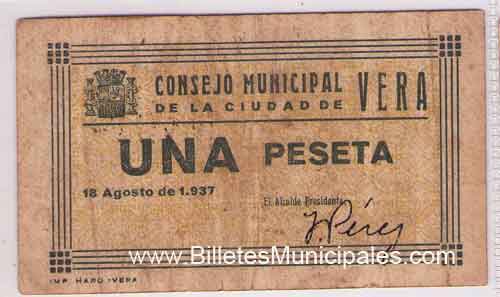 CONSEJO MUNICIPAL
DE LA CIUDAD DE VERA
UNA PESETA
18 Agosto de 1.937
El Alcalde Presidente
J. Pérez
www.BilletesMunicipales.com
IMP. HARO-VERA